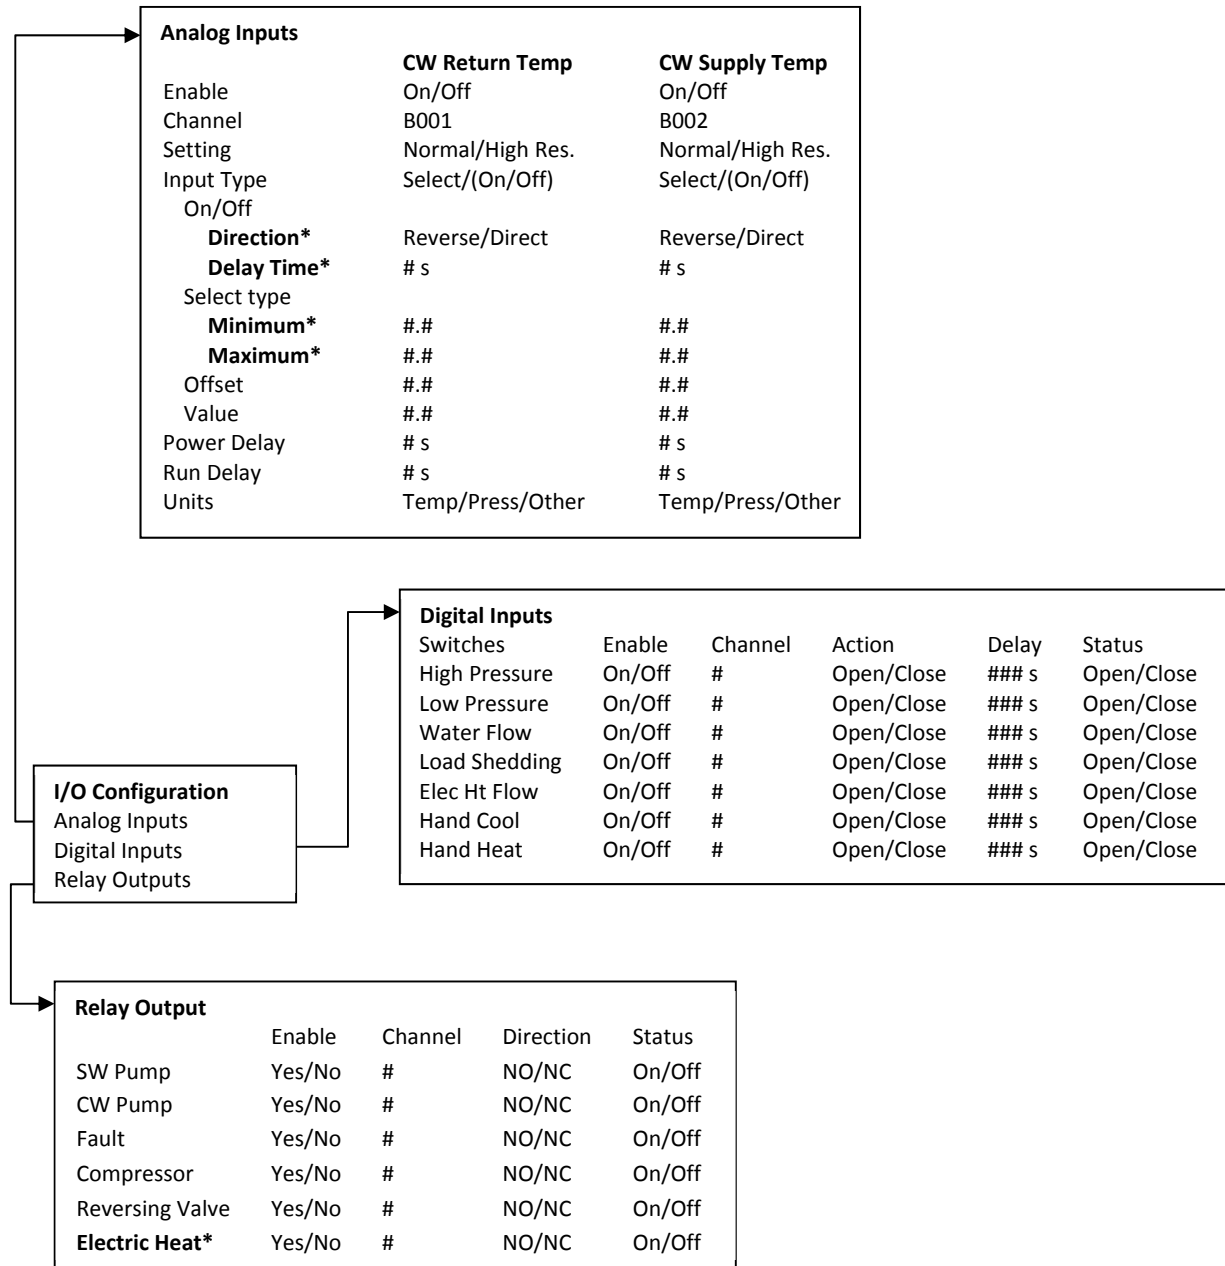 Analog Inputs
CW Return Temp CW Supply Temp
Enable On/Off On/Off
Channel B001 B002
Setting Normal/High Res. Normal/High Res.
Input Type Select/(On/Off) Select/(On/Off)
On/Off
Direction* Reverse/Direct Reverse/Direct
Delay Time* # s # s
Select type
Minimum* #.# #.#
Maximum* #.# #.#
Offset #.# #.#
Value #.# #.#
Power Delay # s # s
Run Delay # s # s
Units Temp/Press/Other Temp/Press/Other
Digital Inputs
Switches Enable Channel Action Delay Status
High Pressure On/Off # Open/Close ### s Open/Close
Low Pressure On/Off # Open/Close ### s Open/Close
Water Flow On/Off # Open/Close ### s Open/Close
Load Shedding On/Off # Open/Close ### s Open/Close
Elec Ht Flow On/Off # Open/Close ### s Open/Close
Hand Cool On/Off # Open/Close ### s Open/Close
Hand Heat On/Off # Open/Close ### s Open/Close
I/O Configuration
Analog Inputs
Digital Inputs
Relay Outputs
Relay Output
Enable Channel Direction Status
SW Pump Yes/No # NO/NC On/Off
CW Pump Yes/No # NO/NC On/Off
Fault Yes/No # NO/NC On/Off
Compressor Yes/No # NO/NC On/Off
Reversing Valve Yes/No # NO/NC On/Off
Electric Heat* Yes/No # NO/NC On/Off